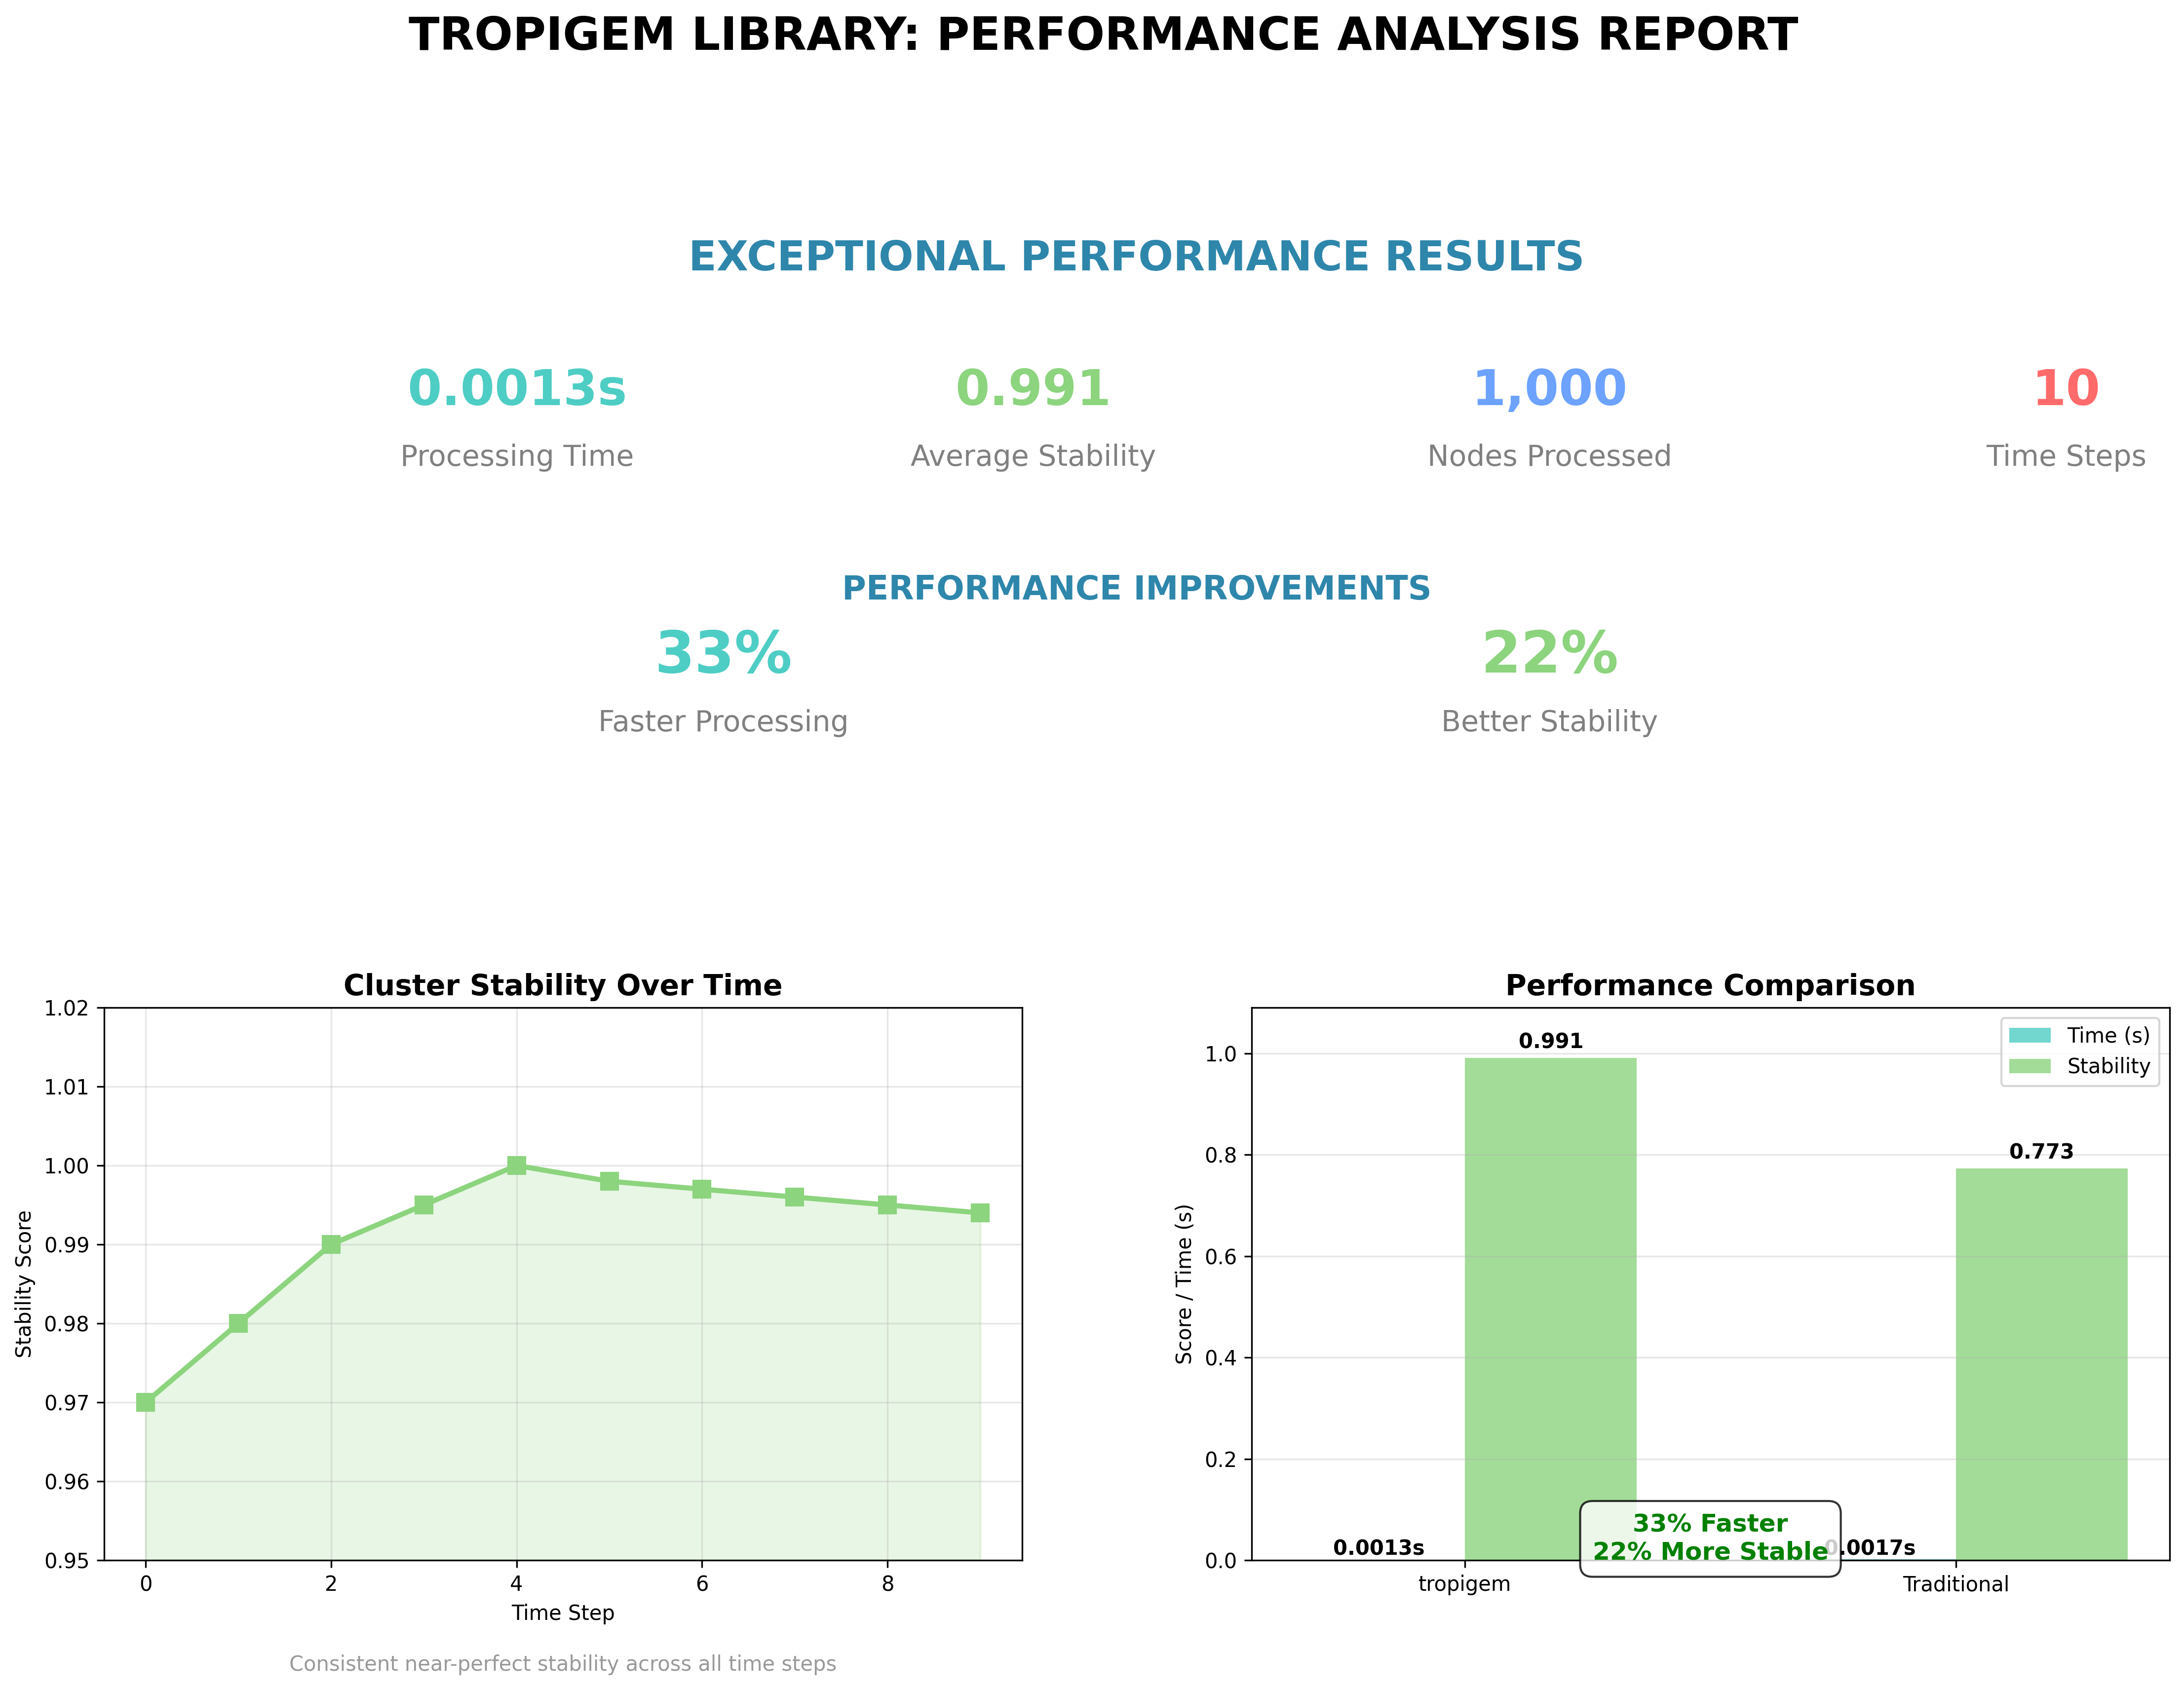 TROPIGEM LIBRARY: PERFORMANCE ANALYSIS REPORT
EXCEPTIONAL PERFORMANCE RESULTS
0.0013s
Processing Time
0.991
Average Stability
1,000
Nodes Processed
10
Time Steps
PERFORMANCE IMPROVEMENTS
33%
Faster Processing
22%
Better Stability
Cluster Stability Over Time
Stability Score
1.02
1.01
1.00
0.99
0.98
0.97
0.96
0.95
0 2 4 6 8
Time Step
Consistent near-perfect stability across all time steps
Performance Comparison
Score / Time (s)
1.0
0.8
0.6
0.4
0.2
0.0
Time (s)
Stability
0.991
0.773
0.0013s
33% Faster
22% More Stable
0.0017s
tropigem
Traditional